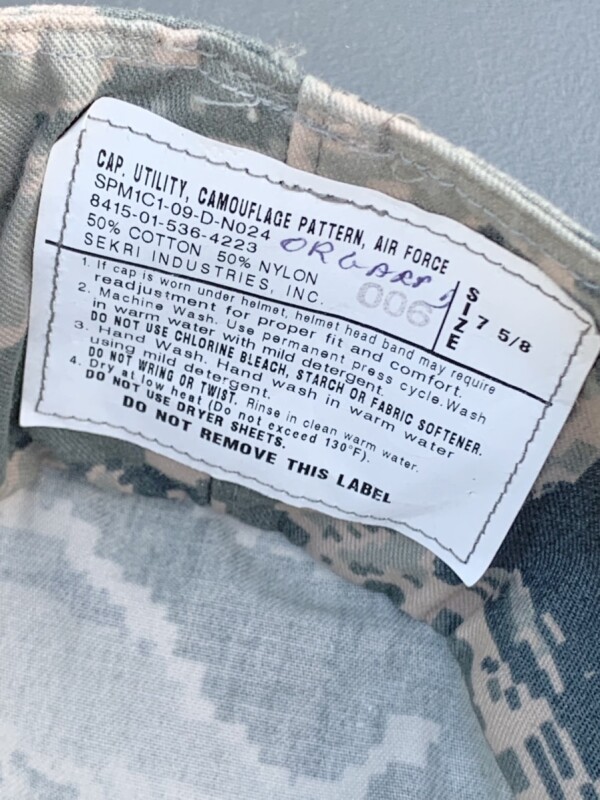 CAP, UTILITY, CAMOUFLAGE PATTERN, AIR FORCE
SPM1C1-09-D-N024
8415-01-536-4223
50% COTTON 50% NYLON
SEKRI INDUSTRIES, INC.
006
SIZE 7 5/8
1. If cap is worn under helmet, helmet head band may require
readjustment for proper fit and comfort.
2. Machine Wash. Use permanent press cycle. Wash
in warm water with mild detergent.
DO NOT USE CHLORINE BLEACH, STARCH OR FABRIC SOFTENER.
3. Hand Wash. Hand wash in warm water
using mild detergent.
DO NOT WRING OR TWIST. Rinse in clean warm water.
4. Dry at low heat (Do not exceed 130°F).
DO NOT USE DRYER SHEETS.
DO NOT REMOVE THIS LABEL